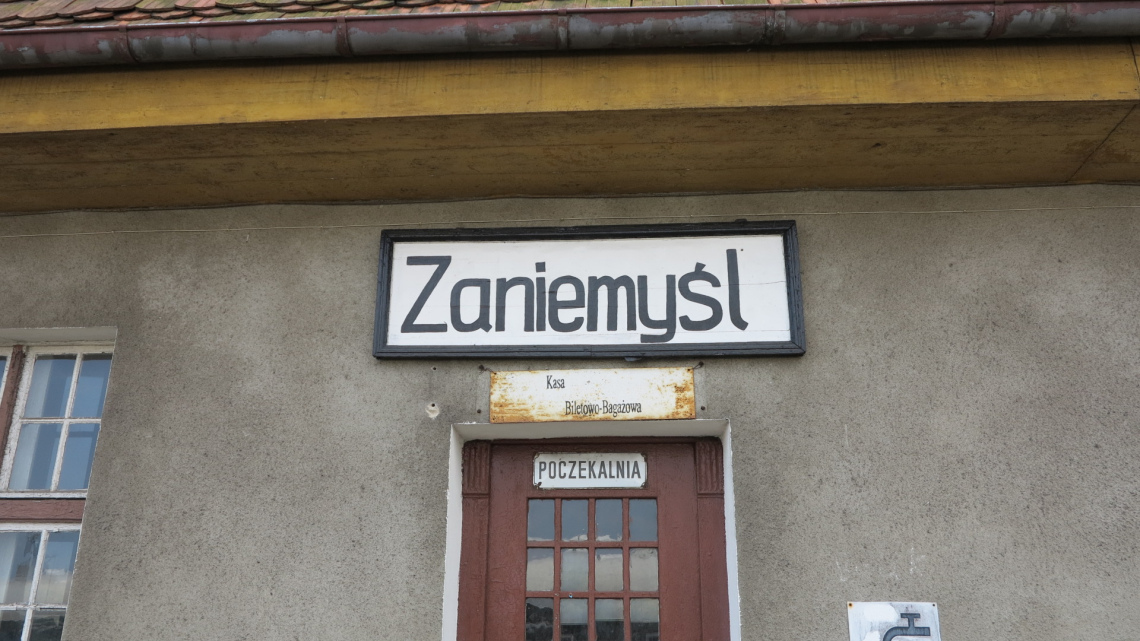 Zaniemyśl
Kasa
Biletowo-Bagażowa
POCZEKALNIA